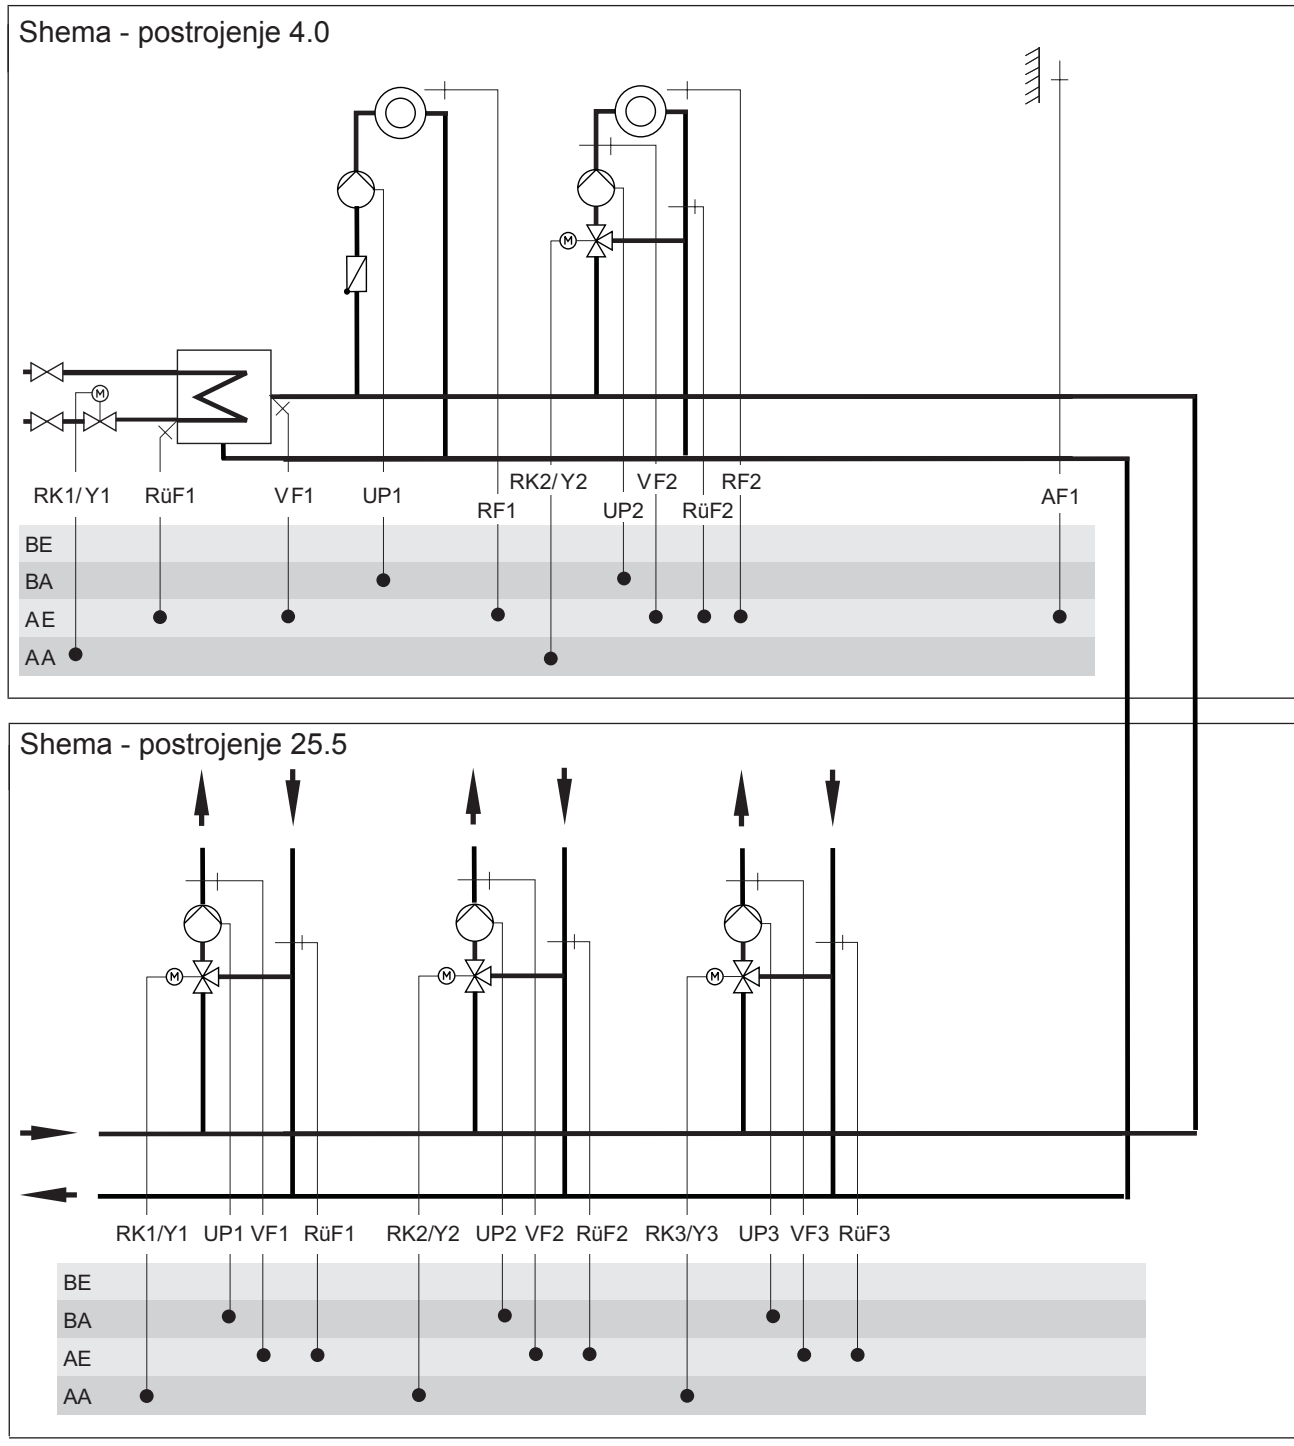 Shema - postrojenje 4.0
M
M
RK1/Y1 RüF1 VF1 UP1 RF1 RK2/Y2 UP2 VF2 RüF2 RF2 AF1
BE
BA
AE
AA
Shema - postrojenje 25.5
M M M
RK1/Y1 UP1 VF1 RüF1 RK2/Y2 UP2 VF2 RüF2 RK3/Y3 UP3 VF3 RüF3
BE
BA
AE
AA